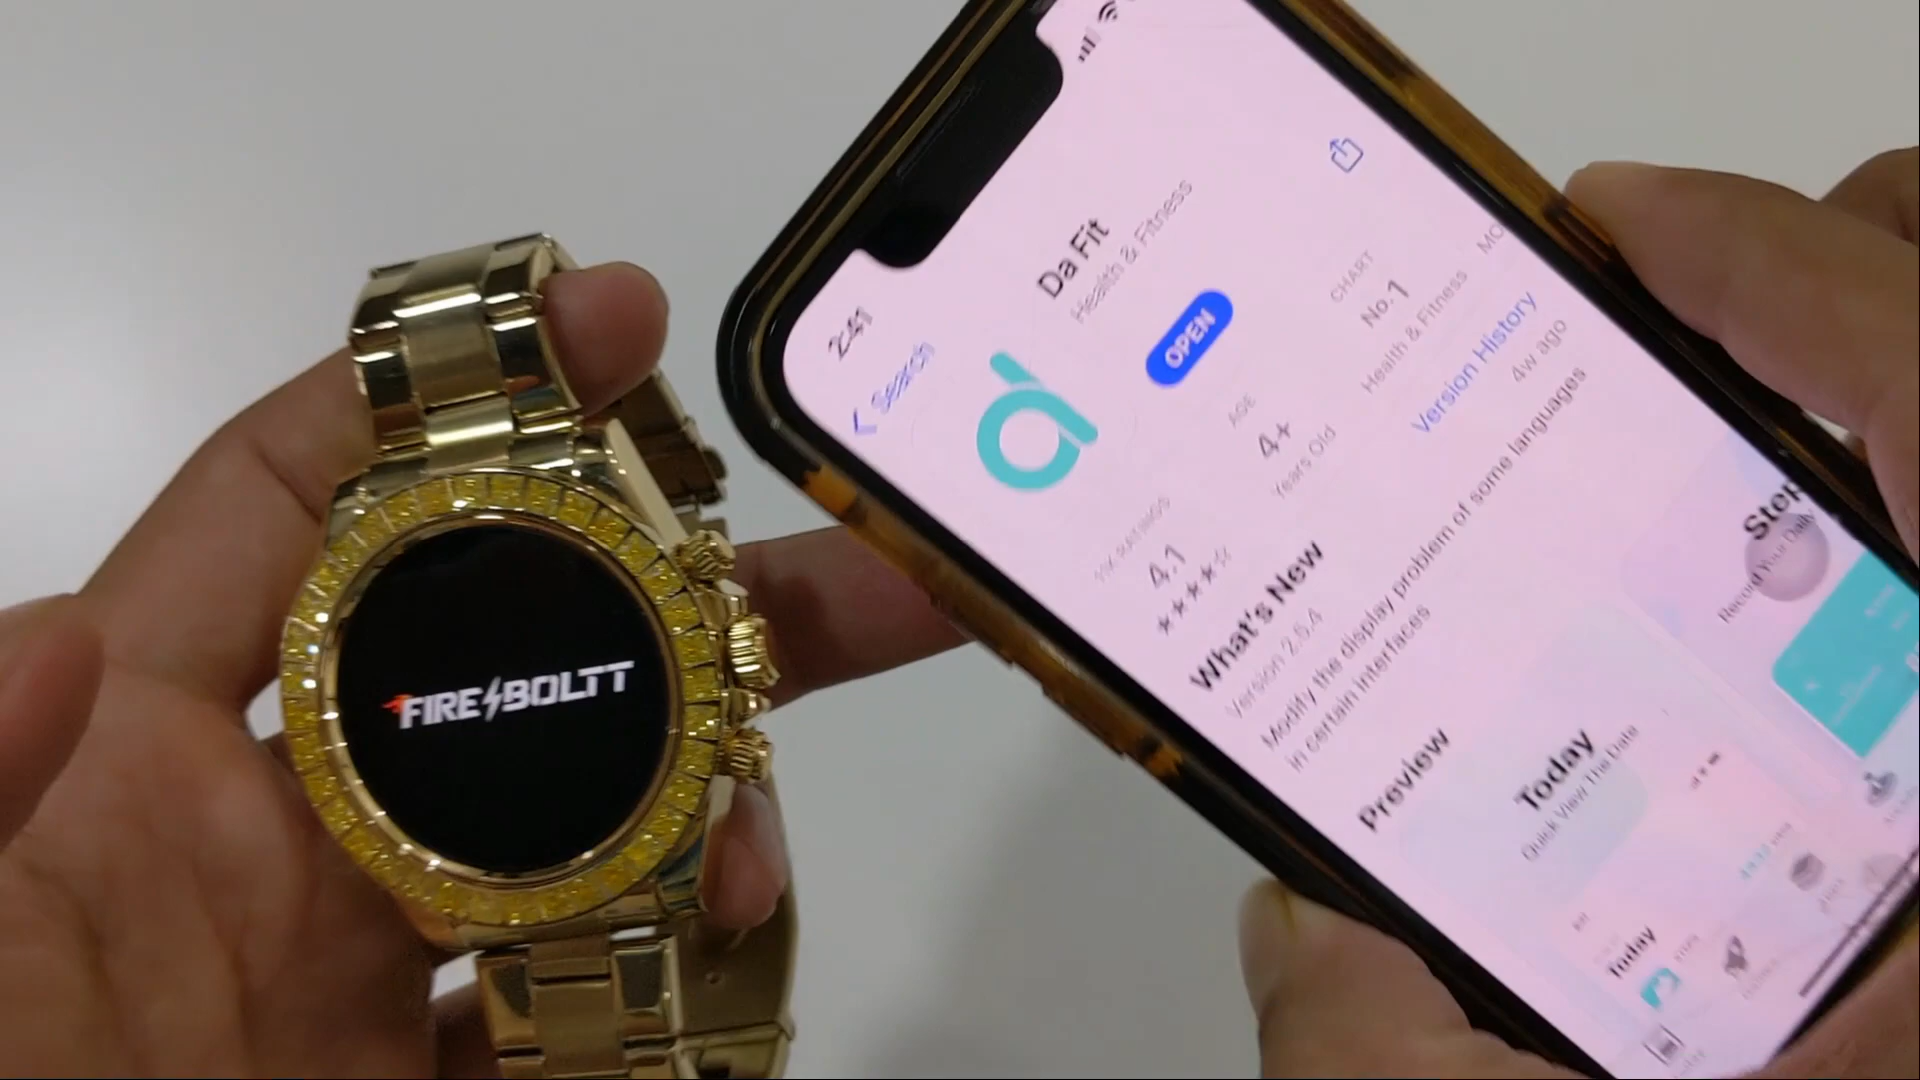 FIRE BOLTT
2:41
Search
Da Fit
Health & Fitness
OPEN
11K RATINGS
4.1
★★★★☆
AGE
4+
Years Old
CHART
No.1
Health & Fitness
What's New
Version History
Version 2.5.4
4w ago
Modify the display problem of some languages
in certain interfaces
Preview
Today
Quick View The Date
Today
Step
Record Your Daily